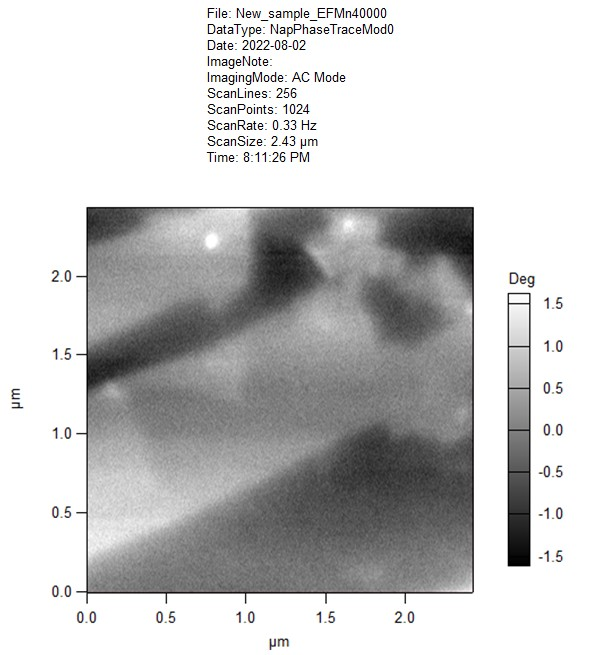 File: New_sample_EFMn40000
DataType: NapPhaseTraceMod0
Date: 2022-08-02
ImageNote:
ImagingMode: AC Mode
ScanLines: 256
ScanPoints: 1024
ScanRate: 0.33 Hz
ScanSize: 2.43 µm
Time: 8:11:26 PM
Deg
1.5
1.0
0.5
0.0
-0.5
-1.0
-1.5
2.0
1.5
1.0
0.5
0.0
µm
0.0 0.5 1.0 1.5 2.0
µm